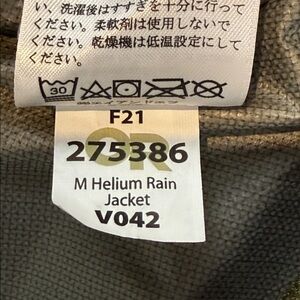 い、洗濯後はすすぎを十分に行って
ください。柔軟剤は使用しないで
ください。乾燥機は低温設定にして
ください。
30
F21
OR
275386
M Helium Rain
Jacket
V042